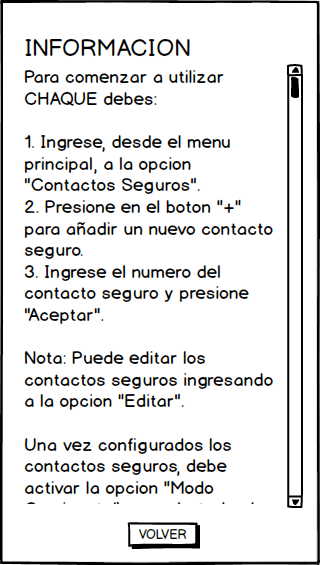 INFORMACION
Para comenzar a utilizar
CHAQUE debes:
1. Ingrese, desde el menu
principal, a la opcion
"Contactos Seguros".
2. Presione en el boton "+"
para añadir un nuevo contacto
seguro.
3. Ingrese el numero del
contacto seguro y presione
"Aceptar".
Nota: Puede editar los
contactos seguros ingresando
a la opcion "Editar".
Una vez configurados los
contactos seguros, debe
activar la opcion "Modo
VOLVER